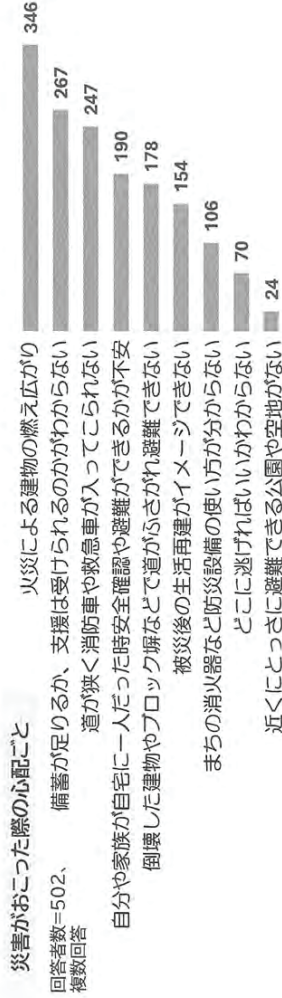 災害がおこった際の心配ごと
回答者数=502、
複数回答
火災による建物の燃え広がり 346
備蓄が足りるか、支援は受けられるのかがわからない 267
道が狭く消防車や救急車が入ってこられない 247
自分や家族が自宅に一人だった時安全確認や避難ができるかが不安 190
倒壊した建物やブロック塀などで道がふさがれ避難できない 178
被災後の生活再建がイメージできない 154
まちの消火器など防災設備の使い方が分からない 106
どこに逃げればいいかわからない 70
近くにとっさに避難できる公園や空地がない 24